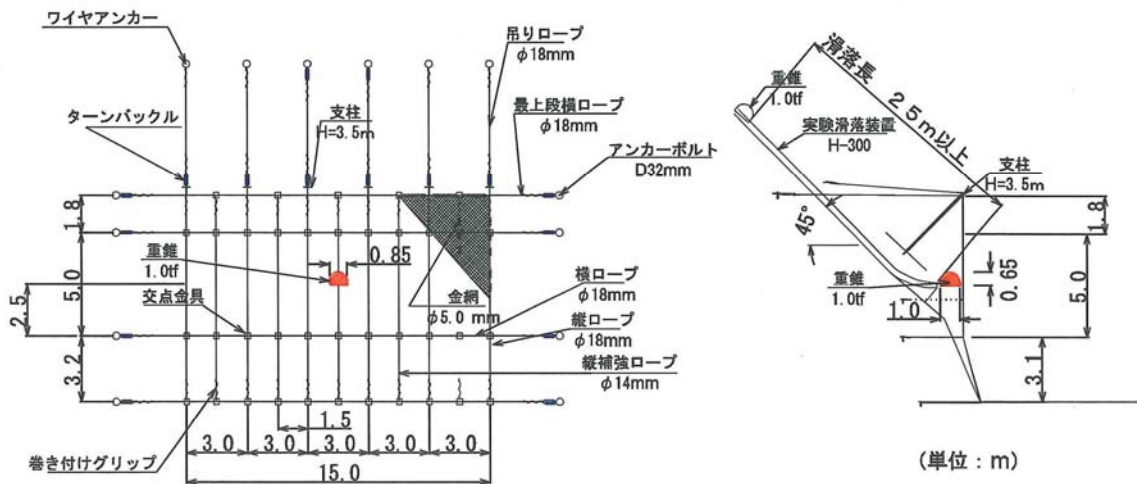 ワイヤアンカー
ターンバックル
支柱
H=3.5m
吊りロープ
φ18mm
最上段横ロープ
φ18mm
アンカーボルト
D32mm
1.8
5.0
2.5
3.2
重錘
1.0tf
0.85
交点金具
金網
φ5.0 mm
横ロープ
φ18mm
縦ロープ
φ18mm
縦補強ロープ
φ14mm
巻き付けグリップ
1.5
3.0
3.0
3.0
3.0
3.0
15.0
滑落長 25m以上
重錘
1.0tf
実験滑落装置
H-300
支柱
H=3.5m
45°
1.8
重錘
1.0tf
0.65
5.0
1.0
3.1
(単位：m)